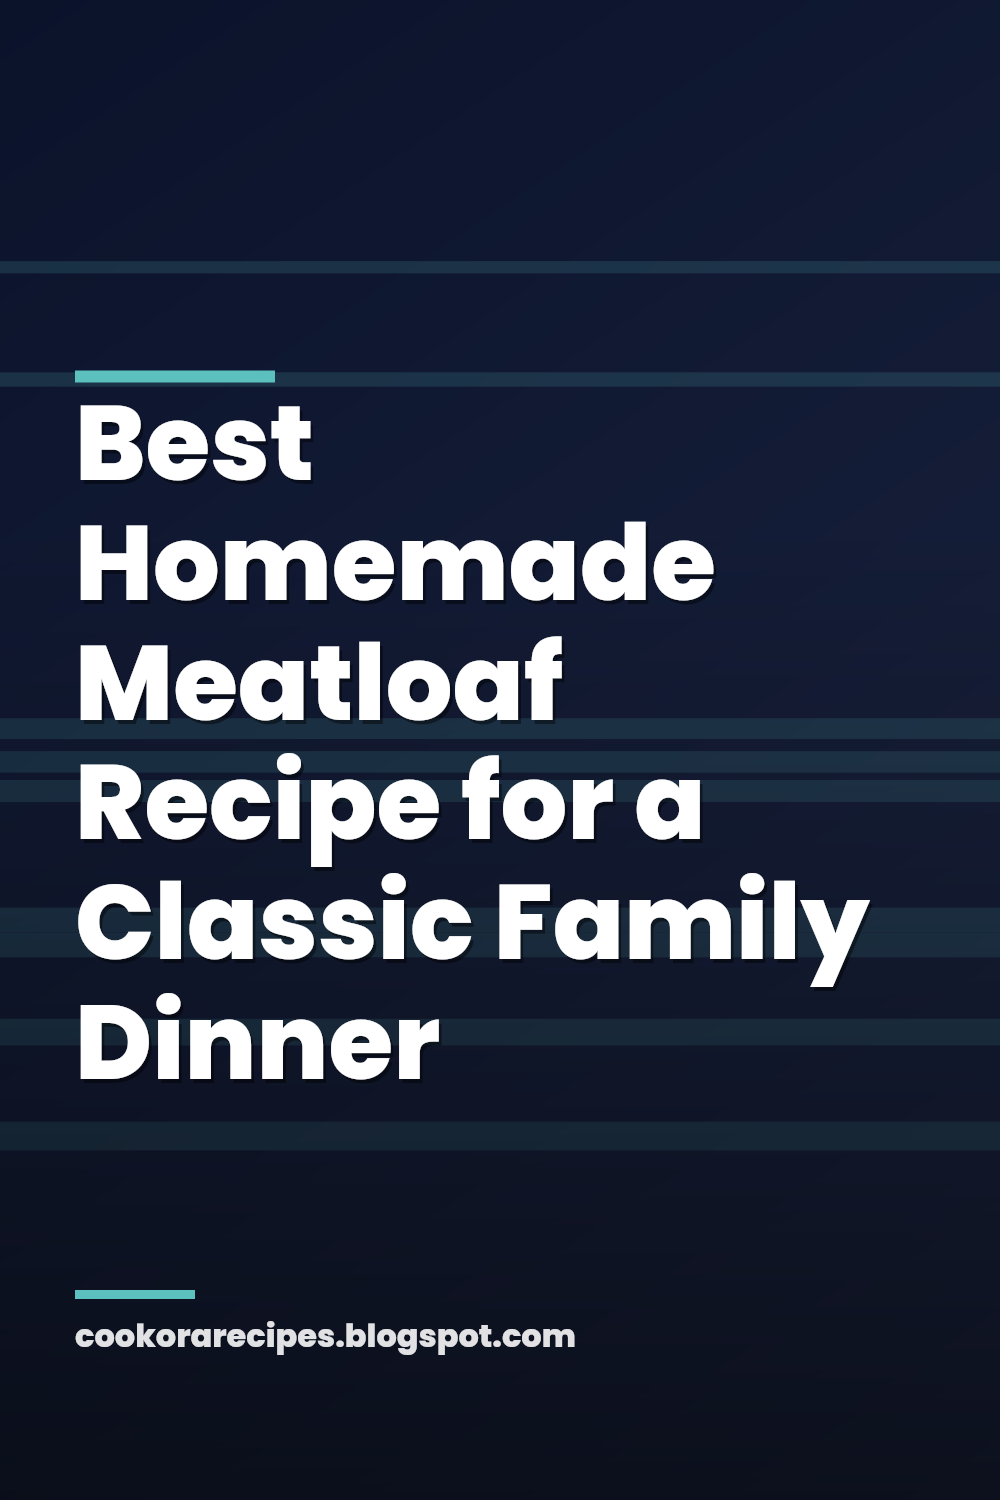 Best
Homemade
Meatloaf
Recipe for a
Classic Family
Dinner
cookorarecipes.blogspot.com